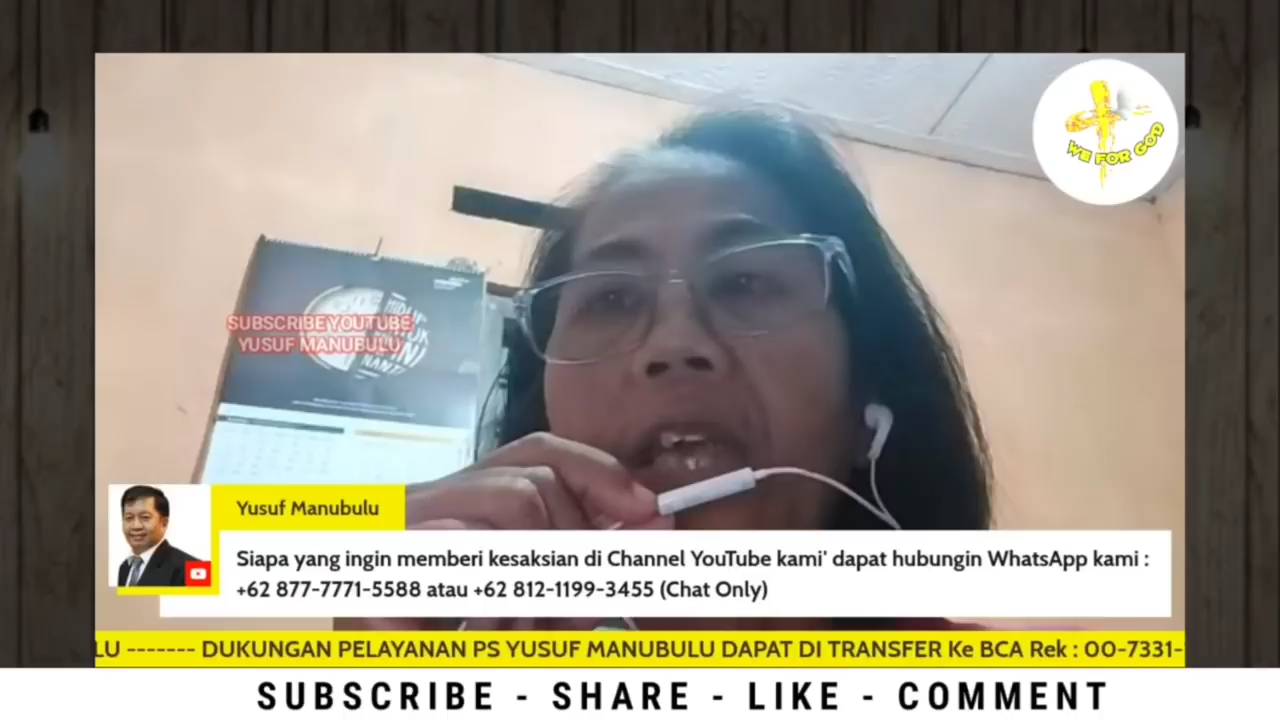 WE FOR GOD
SUBSCRIBE YOUTUBE
YUSUF MANUBULU
Yusuf Manubulu
Siapa yang ingin memberi kesaksian di Channel YouTube kami' dapat hubungin WhatsApp kami :
+62 877-7771-5588 atau +62 812-1199-3455 (Chat Only)
LU ------- DUKUNGAN PELAYANAN PS YUSUF MANUBULU DAPAT DI TRANSFER Ke BCA Rek : 00-7331-
SUBSCRIBE - SHARE - LIKE - COMMENT